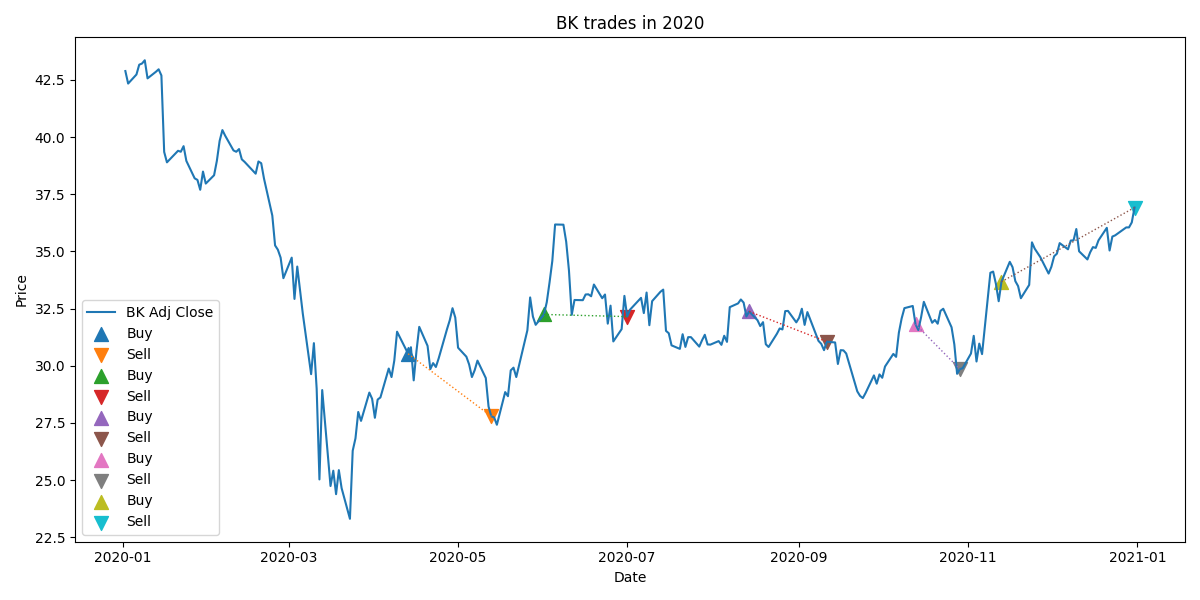 BK trades in 2020
Price
42.5
40.0
37.5
35.0
32.5
30.0
27.5
25.0
22.5
BK Adj Close
Buy
Sell
Buy
Sell
Buy
Sell
Buy
Sell
Buy
Sell
2020-01
2020-03
2020-05
2020-07
2020-09
2020-11
2021-01
Date